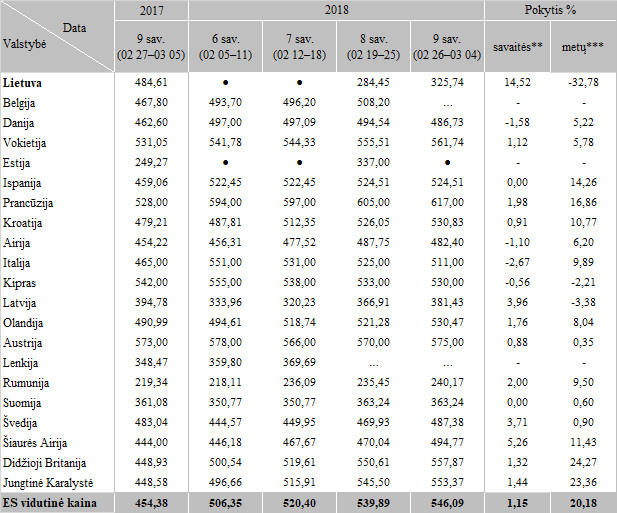 Data 2017 2018 Pokytis %
Valstybė 9 sav. 6 sav. 7 sav. 8 sav. 9 sav. savaitės** metų***
(02 27–03 05) (02 05–11) (02 12–18) (02 19–25) (02 26–03 04)
Lietuva 484,61 ● ● 284,45 325,74 14,52 -32,78
Belgija 467,80 493,70 496,20 508,20 ... - -
Danija 462,60 497,00 497,09 494,54 486,73 -1,58 5,22
Vokietija 531,05 541,78 544,33 555,51 561,74 1,12 5,78
Estija 249,27 ● ● 337,00 ● - -
Ispanija 459,06 522,45 522,45 524,51 524,51 0,00 14,26
Prancūzija 528,00 594,00 597,00 605,00 617,00 1,98 16,86
Kroatija 479,21 487,81 512,35 526,05 530,83 0,91 10,77
Airija 454,22 456,31 477,52 487,75 482,40 -1,10 6,20
Italija 465,00 551,00 531,00 525,00 511,00 -2,67 9,89
Kipras 542,00 555,00 538,00 533,00 530,00 -0,56 -2,21
Latvija 394,78 333,96 320,23 366,91 381,43 3,96 -3,38
Olandija 490,99 494,61 518,74 521,28 530,47 1,76 8,04
Austrija 573,00 578,00 566,00 570,00 575,00 0,88 0,35
Lenkija 348,47 359,80 369,69 ... ... - -
Rumunija 219,34 218,11 236,09 235,45 240,17 2,00 9,50
Suomija 361,08 350,77 350,77 363,24 363,24 0,00 0,60
Švedija 483,04 444,57 449,95 469,93 487,38 3,71 0,90
Šiaurės Airija 444,00 446,18 467,67 470,04 494,77 5,26 11,43
Didžioji Britanija 448,93 500,54 519,61 550,61 557,87 1,32 24,27
Jungtinė Karalystė 448,58 496,66 515,91 545,50 553,37 1,44 23,36
ES vidutinė kaina 454,38 506,35 520,40 539,89 546,09 1,15 20,18